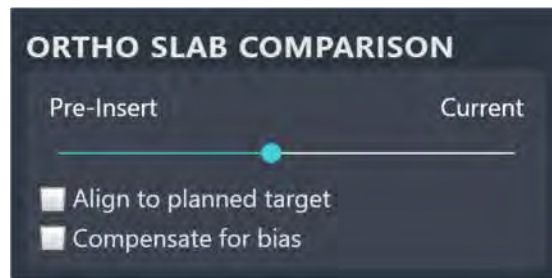 ORTHO SLAB COMPARISON
Pre-Insert Current
Align to planned target
Compensate for bias